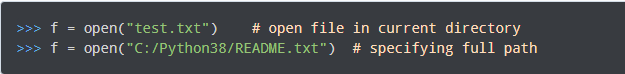 >>> f = open("test.txt")    # open file in current directory
>>> f = open("C:/Python38/README.txt")  # specifying full path